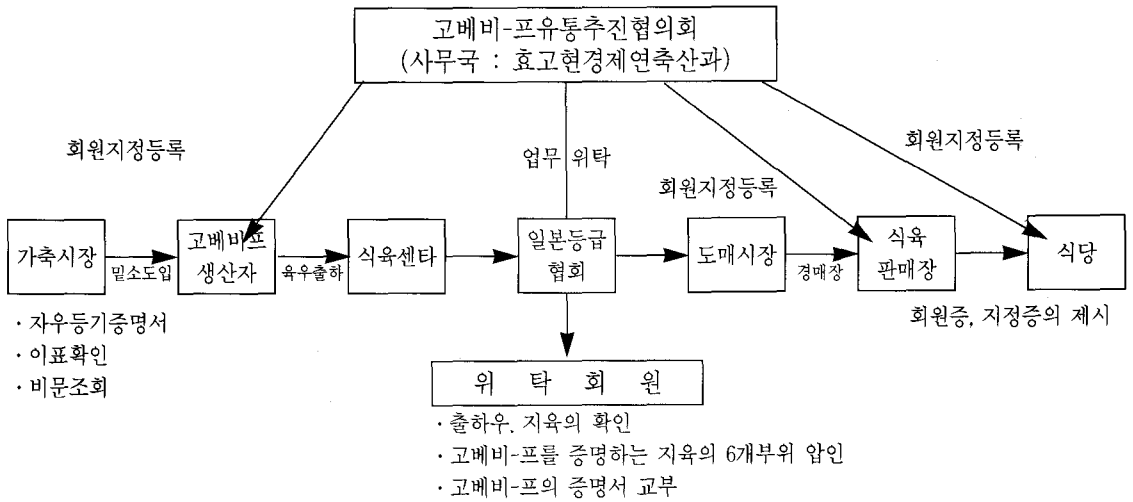 고베비-프유통추진협의회
(사무국 : 효고현경제연축산과)
회원지정등록
업무 위탁
회원지정등록
회원지정등록
가축시장
밑소도입
고베비프
생산자
육우출하
식육센타
일본등급
협회
도매시장
경매장
식육
판매장
식당
· 자우등기증명서
· 이표확인
· 비문조회
회원증, 지정증의 제시
위 탁 회 원
· 출하우, 지육의 확인
· 고베비-프를 증명하는 지육의 6개부위 압인
· 고베비-프의 증명서 교부